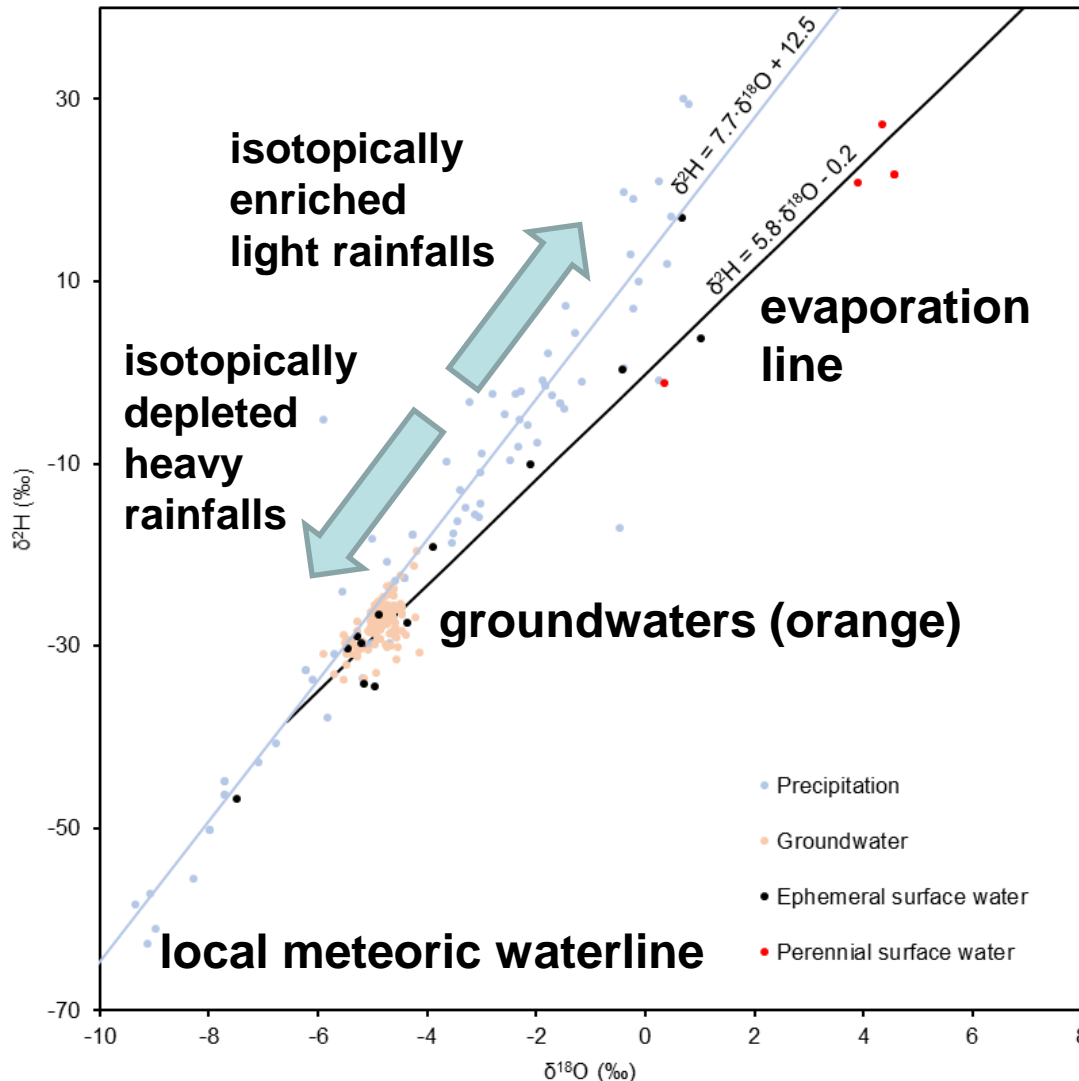 δ²H = 7.7·δ¹⁸O + 12.5
δ²H = 5.8·δ¹⁸O - 0.2
isotopically
enriched
light rainfalls
evaporation
line
isotopically
depleted
heavy
rainfalls
groundwaters (orange)
local meteoric waterline
Precipitation
Groundwater
Ephemeral surface water
Perennial surface water
δ²H (‰)
30
10
-10
-30
-50
-70
-10
-8
-6
-4
-2
0
2
4
6
8
δ¹⁸O (‰)